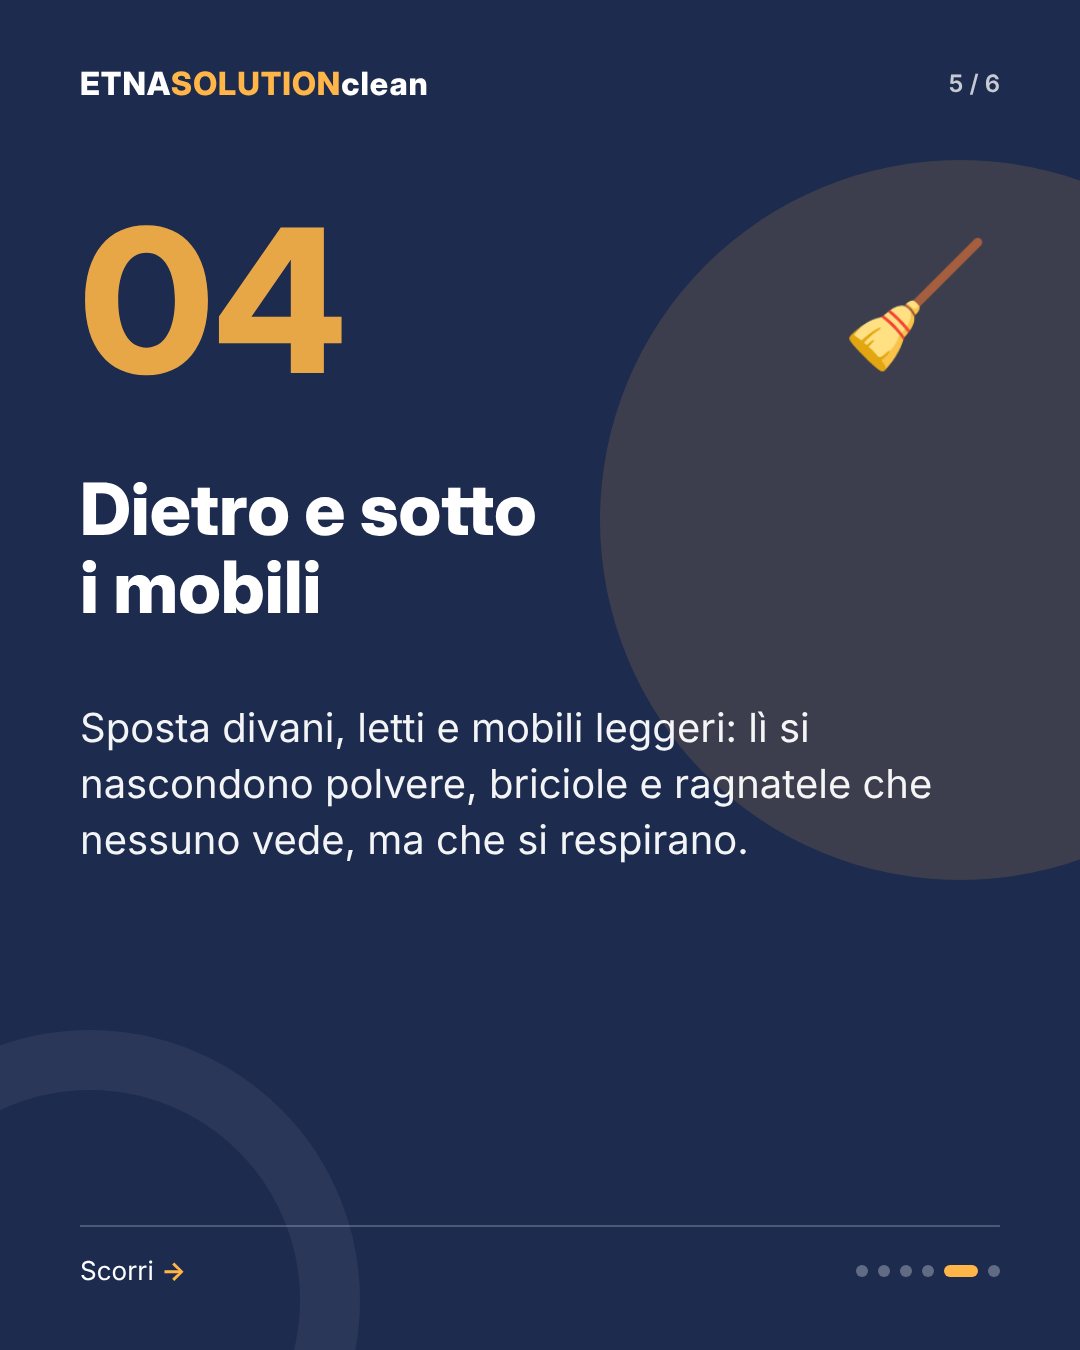 ETNASOLUTIONclean
5 / 6
04
Dietro e sotto
i mobili
Sposta divani, letti e mobili leggeri: lì si
nascondono polvere, briciole e ragnatele che
nessuno vede, ma che si respirano.
Scorri →